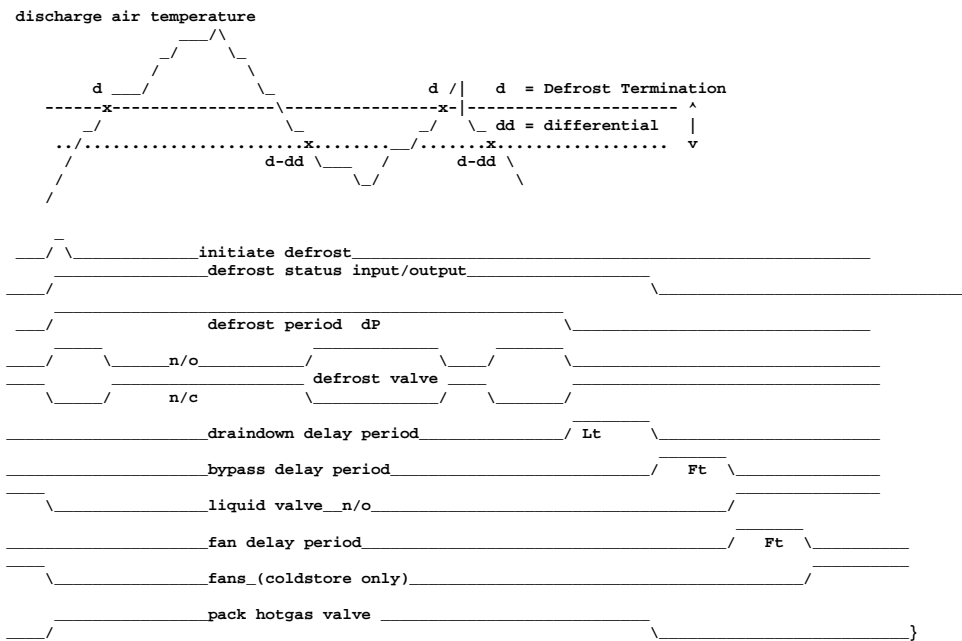 discharge air temperature
d d d = Defrost Termination
x x
dd = differential
x x v
d-dd d-dd
initiate defrost
defrost status input/output
defrost period dP
n/o
defrost valve
n/c
draindown delay period Lt
bypass delay period Ft
liquid valve__n/o
fan delay period Ft
fans_(coldstore only)
pack hotgas valve
}